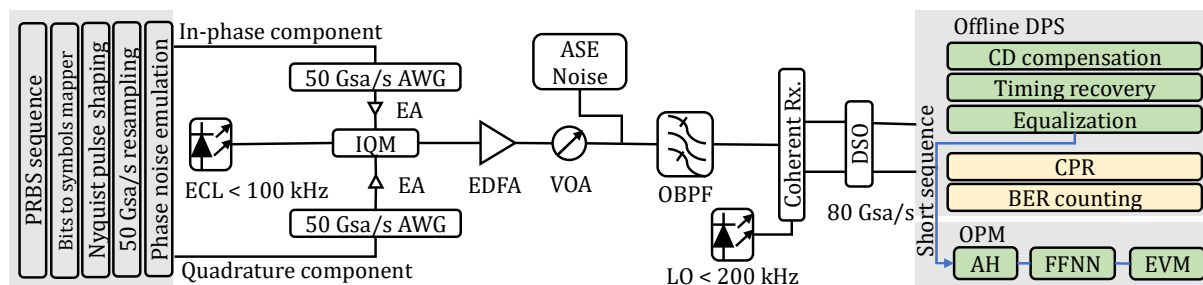 PRBS sequence
Bits to symbols mapper
Nyquist pulse shaping
50 Gsa/s resampling
Phase noise emulation
In-phase component
50 Gsa/s AWG
EA
ECL < 100 kHz
IQM
EA
50 Gsa/s AWG
Quadrature component
EDFA
VOA
ASE
Noise
OBPF
LO < 200 kHz
Coherent Rx.
DSO
80 Gsa/s
Short sequence
Offline DPS
CD compensation
Timing recovery
Equalization
CPR
BER counting
OPM
AH
FFNN
EVM